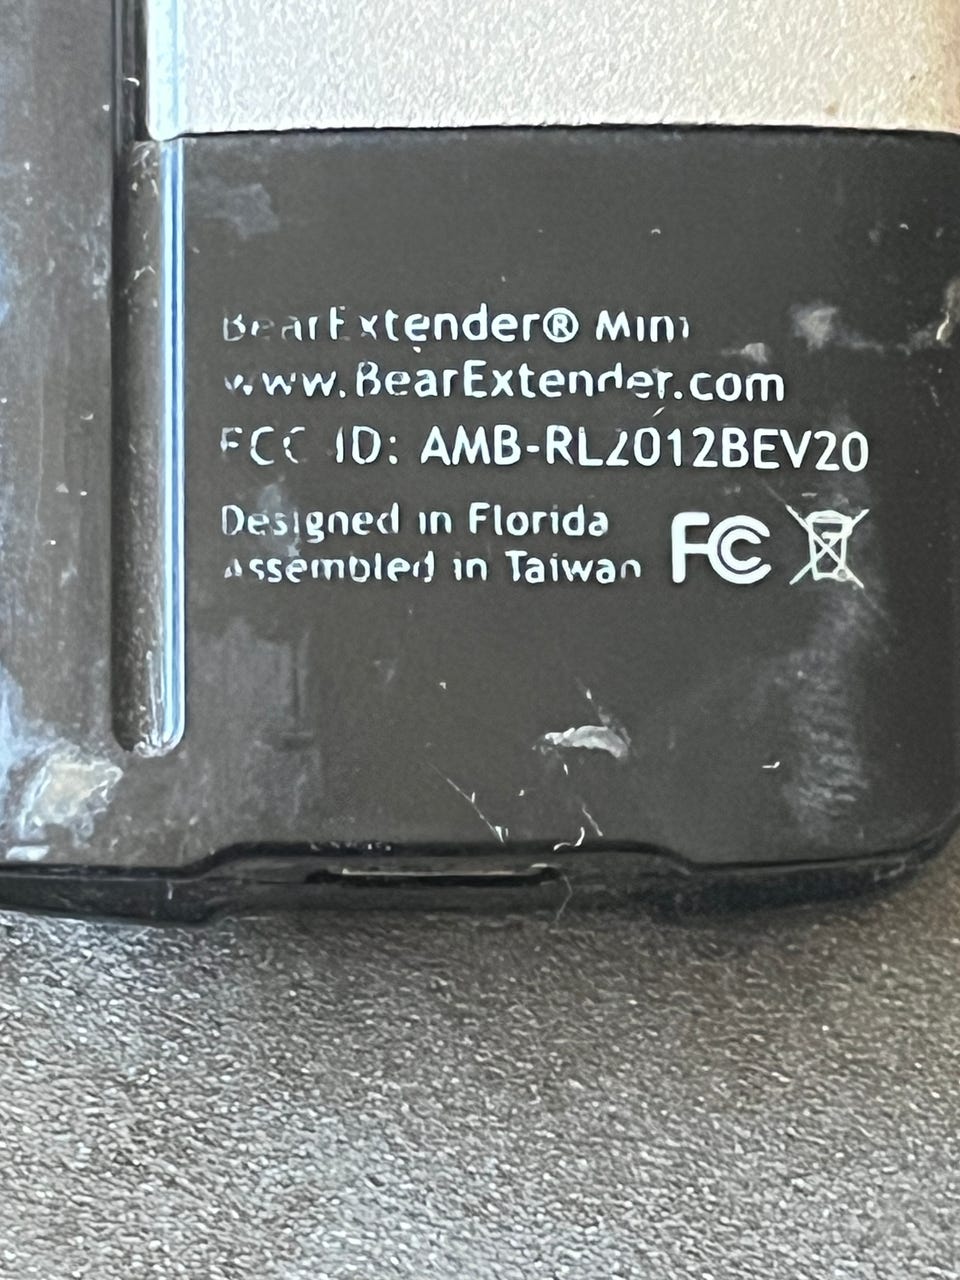 BearExtender® Mini
www.BearExtender.com
FCC ID: AMB-RL2012BEV20
Designed in Florida
Assembled in Taiwan
FC